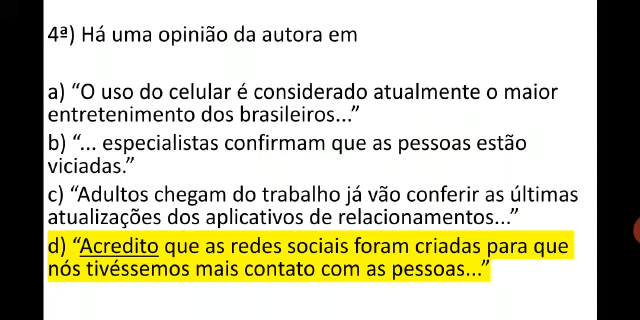 4ª) Há uma opinião da autora em
a) “O uso do celular é considerado atualmente o maior
entretenimento dos brasileiros...”
b) “... especialistas confirmam que as pessoas estão
viciadas.”
c) “Adultos chegam do trabalho já vão conferir as últimas
atualizações dos aplicativos de relacionamentos...”
d) “Acredito que as redes sociais foram criadas para que
nós tivéssemos mais contato com as pessoas...”